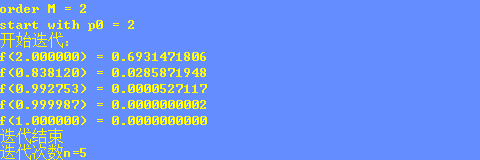 order M = 2
start with p0 = 2
开始迭代：
f(2.000000) = 0.6931471806
f(0.838120) = 0.0285871948
f(0.992753) = 0.0000527117
f(0.999987) = 0.0000000002
f(1.000000) = 0.0000000000
迭代结束
迭代次数n=5